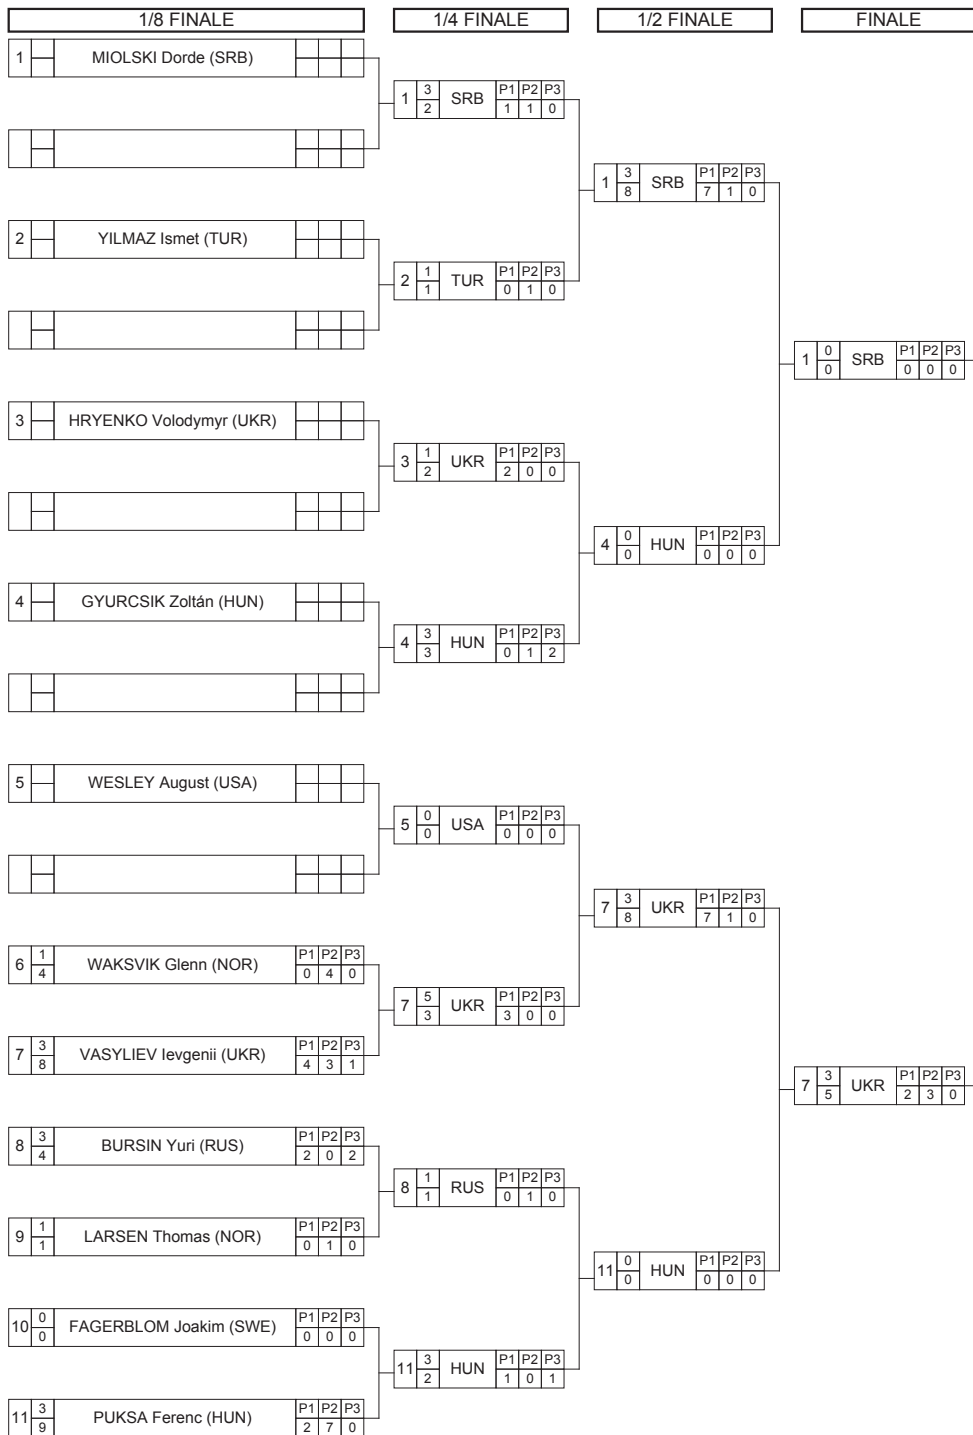 1/8 FINALE 1/4 FINALE 1/2 FINALE FINALE
1 MIOLSKI Dorde (SRB)
1 3 2 SRB P1 P2 P3 1 1 0
1 3 8 SRB P1 P2 P3 7 1 0
2 YILMAZ Ismet (TUR)
2 1 1 TUR P1 P2 P3 0 1 0
1 0 0 SRB P1 P2 P3 0 0 0
3 HRYENKO Volodymyr (UKR)
3 1 2 UKR P1 P2 P3 2 0 0
4 0 0 HUN P1 P2 P3 0 0 0
4 GYURCSIK Zoltán (HUN)
4 3 3 HUN P1 P2 P3 0 1 2
5 WESLEY August (USA)
5 0 0 USA P1 P2 P3 0 0 0
7 3 8 UKR P1 P2 P3 7 1 0
6 1 4 WAKSVIK Glenn (NOR) P1 P2 P3 0 4 0
7 5 3 UKR P1 P2 P3 3 0 0
7 3 8 VASYLIEV Ievgenii (UKR) P1 P2 P3 4 3 1
7 3 5 UKR P1 P2 P3 2 3 0
8 3 4 BURSIN Yuri (RUS) P1 P2 P3 2 0 2
8 1 1 RUS P1 P2 P3 0 1 0
9 1 1 LARSEN Thomas (NOR) P1 P2 P3 0 1 0
11 0 0 HUN P1 P2 P3 0 0 0
10 0 0 FAGERBLOM Joakim (SWE) P1 P2 P3 0 0 0
11 3 2 HUN P1 P2 P3 1 0 1
11 3 9 PUKSA Ferenc (HUN) P1 P2 P3 2 7 0